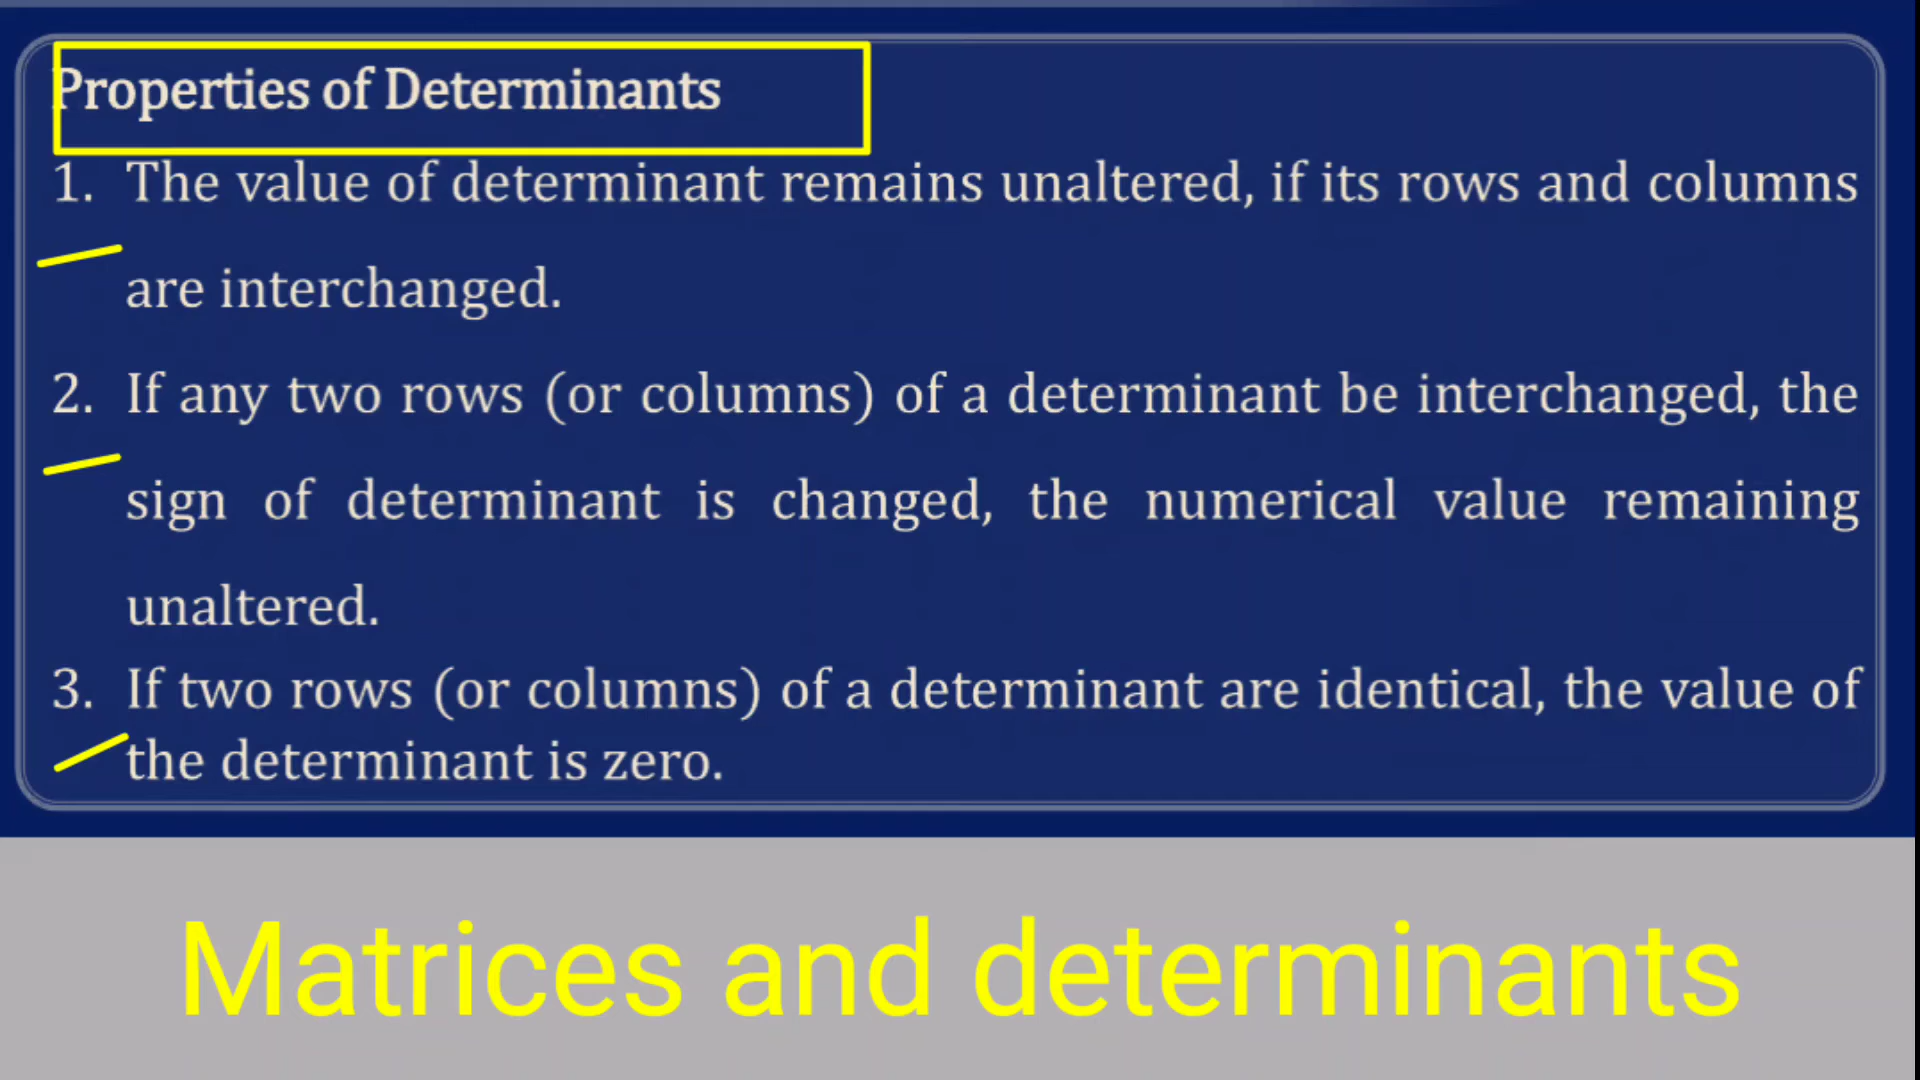 Properties of Determinants
1. The value of determinant remains unaltered, if its rows and columns
are interchanged.
2. If any two rows (or columns) of a determinant be interchanged, the
sign of determinant is changed, the numerical value remaining
unaltered.
3. If two rows (or columns) of a determinant are identical, the value of
the determinant is zero.
Matrices and determinants